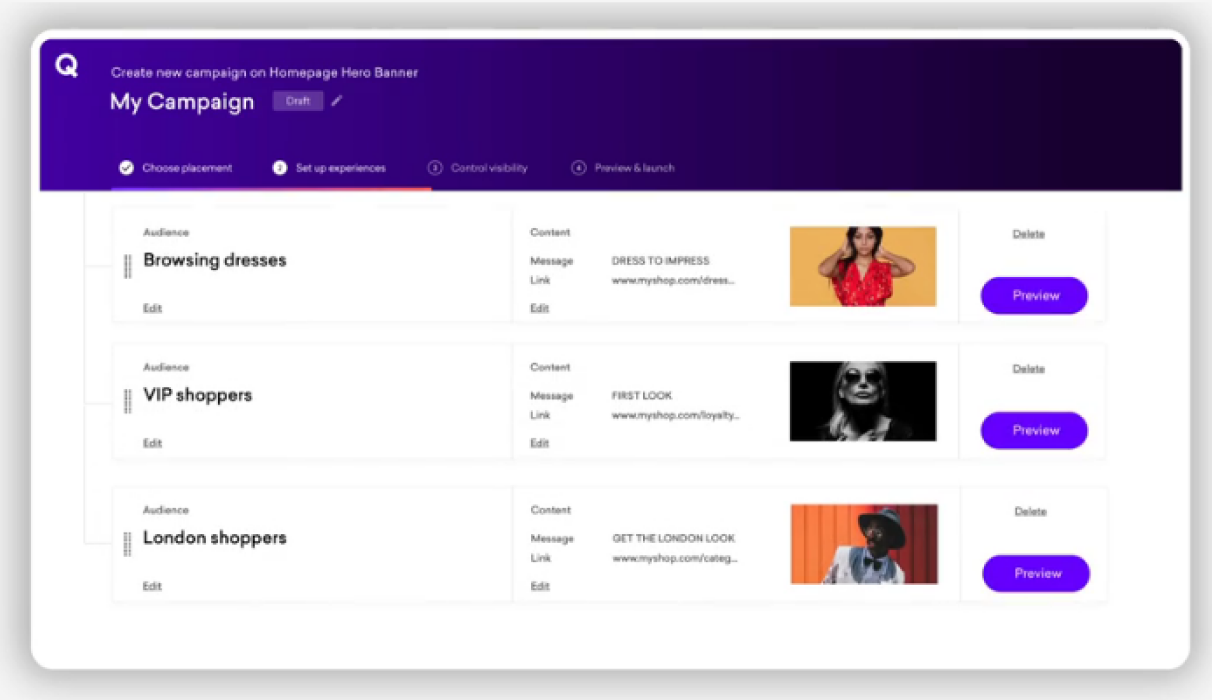 Q
Create new campaign on Homepage Hero Banner
My Campaign Draft
Choose placement 2 Set up experiences 3 Control visibility 4 Preview & launch
Audience
Browsing dresses
Edit
Content
Message DRESS TO IMPRESS
Link www.myshop.com/dress...
Edit
Delete
Preview
Audience
VIP shoppers
Edit
Content
Message FIRST LOOK
Link www.myshop.com/loyalty...
Edit
Delete
Preview
Audience
London shoppers
Edit
Content
Message GET THE LONDON LOOK
Link www.myshop.com/categ...
Edit
Delete
Preview